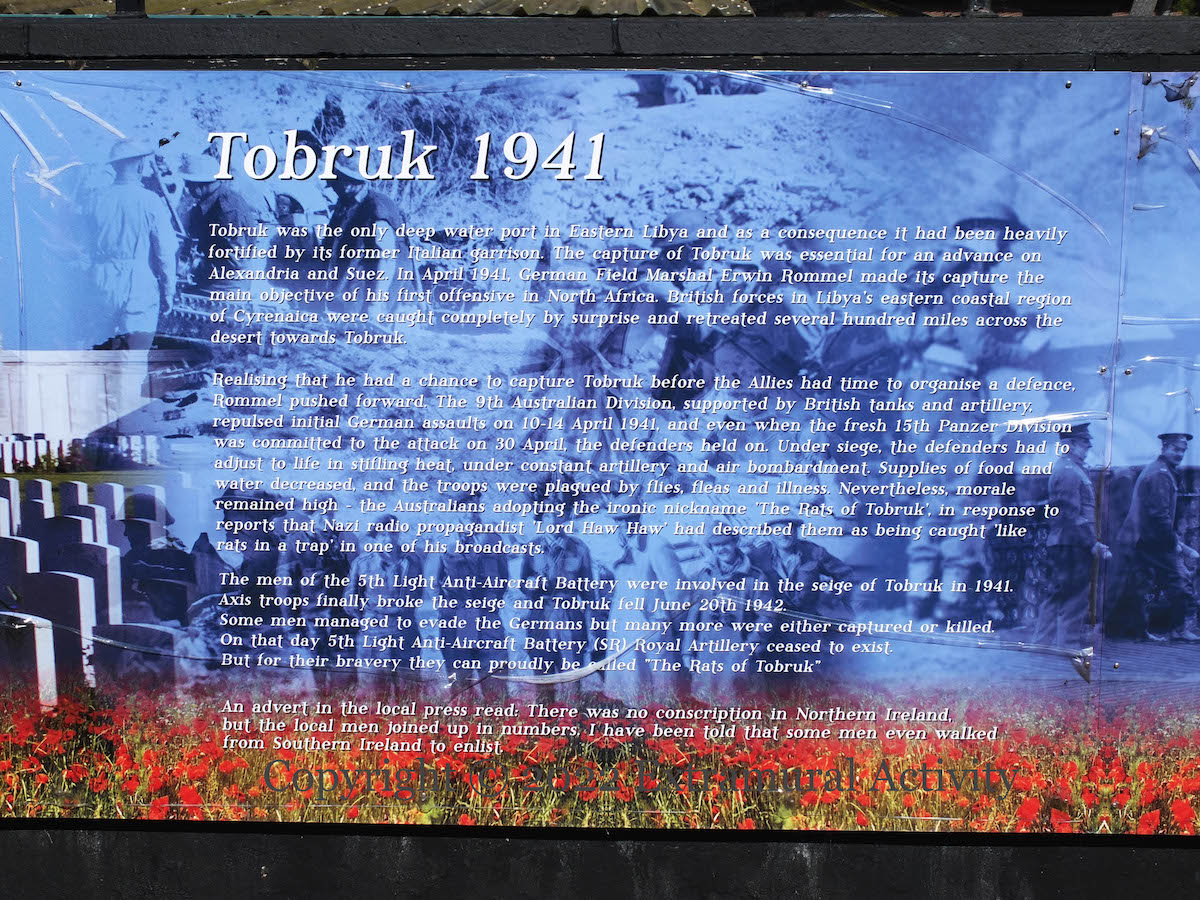 Tobruk 1941
Tobruk was the only deep water port in Eastern Libya and as a consequence it had been heavily
fortified by its former Italian garrison. The capture of Tobruk was essential for an advance on
Alexandria and Suez. In April 1941, German Field Marshal Erwin Rommel made its capture the
main objective of his first offensive in North Africa. British forces in Libya's eastern coastal region
of Cyrenaica were caught completely by surprise and retreated several hundred miles across the
desert towards Tobruk.
Realising that he had a chance to capture Tobruk before the Allies had time to organise a defence,
Rommel pushed forward. The 9th Australian Division, supported by British tanks and artillery,
repulsed initial German assaults on 10-14 April 1941, and even when the fresh 15th Panzer Division
was committed to the attack on 30 April, the defenders held on. Under siege, the defenders had to
adjust to life in stifling heat, under constant artillery and air bombardment. Supplies of food and
water decreased, and the troops were plagued by flies, fleas and illness. Nevertheless, morale
remained high - the Australians adopting the ironic nickname 'The Rats of Tobruk', in response to
reports that Nazi radio propagandist 'Lord Haw Haw' had described them as being caught 'like
rats in a trap' in one of his broadcasts.
The men of the 5th Light Anti-Aircraft Battery were involved in the seige of Tobruk in 1941.
Axis troops finally broke the seige and Tobruk fell June 20th 1942.
Some men managed to evade the Germans but many more were either captured or killed.
On that day 5th Light Anti-Aircraft Battery (SR) Royal Artillery ceased to exist.
But for their bravery they can proudly be called "The Rats of Tobruk"
An advert in the local press read: There was no conscription in Northern Ireland,
but the local men joined up in numbers, I have been told that some men even walked
from Southern Ireland to enlist.
Copyright © 2022 Extramural Activity